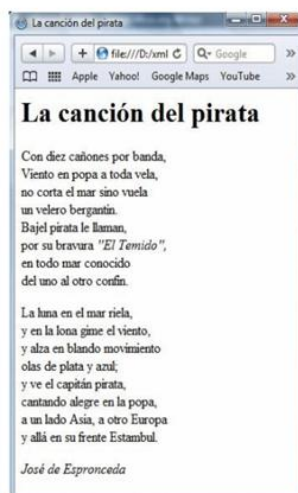 La canción del pirata
file:///D:/xml
Google
Apple Yahoo! Google Maps YouTube
La canción del pirata
Con diez cañones por banda,
Viento en popa a toda vela,
no corta el mar sino vuela
un velero bergantín.
Bajel pirata le llaman,
por su bravura "El Temido",
en todo mar conocido
del uno al otro confín.
La luna en el mar riela,
y en la lona gime el viento,
y alza en blando movimiento
olas de plata y azul;
y ve el capitán pirata,
cantando alegre en la popa,
a un lado Asia, a otro Europa
y allá en su frente Estambul.
José de Espronceda